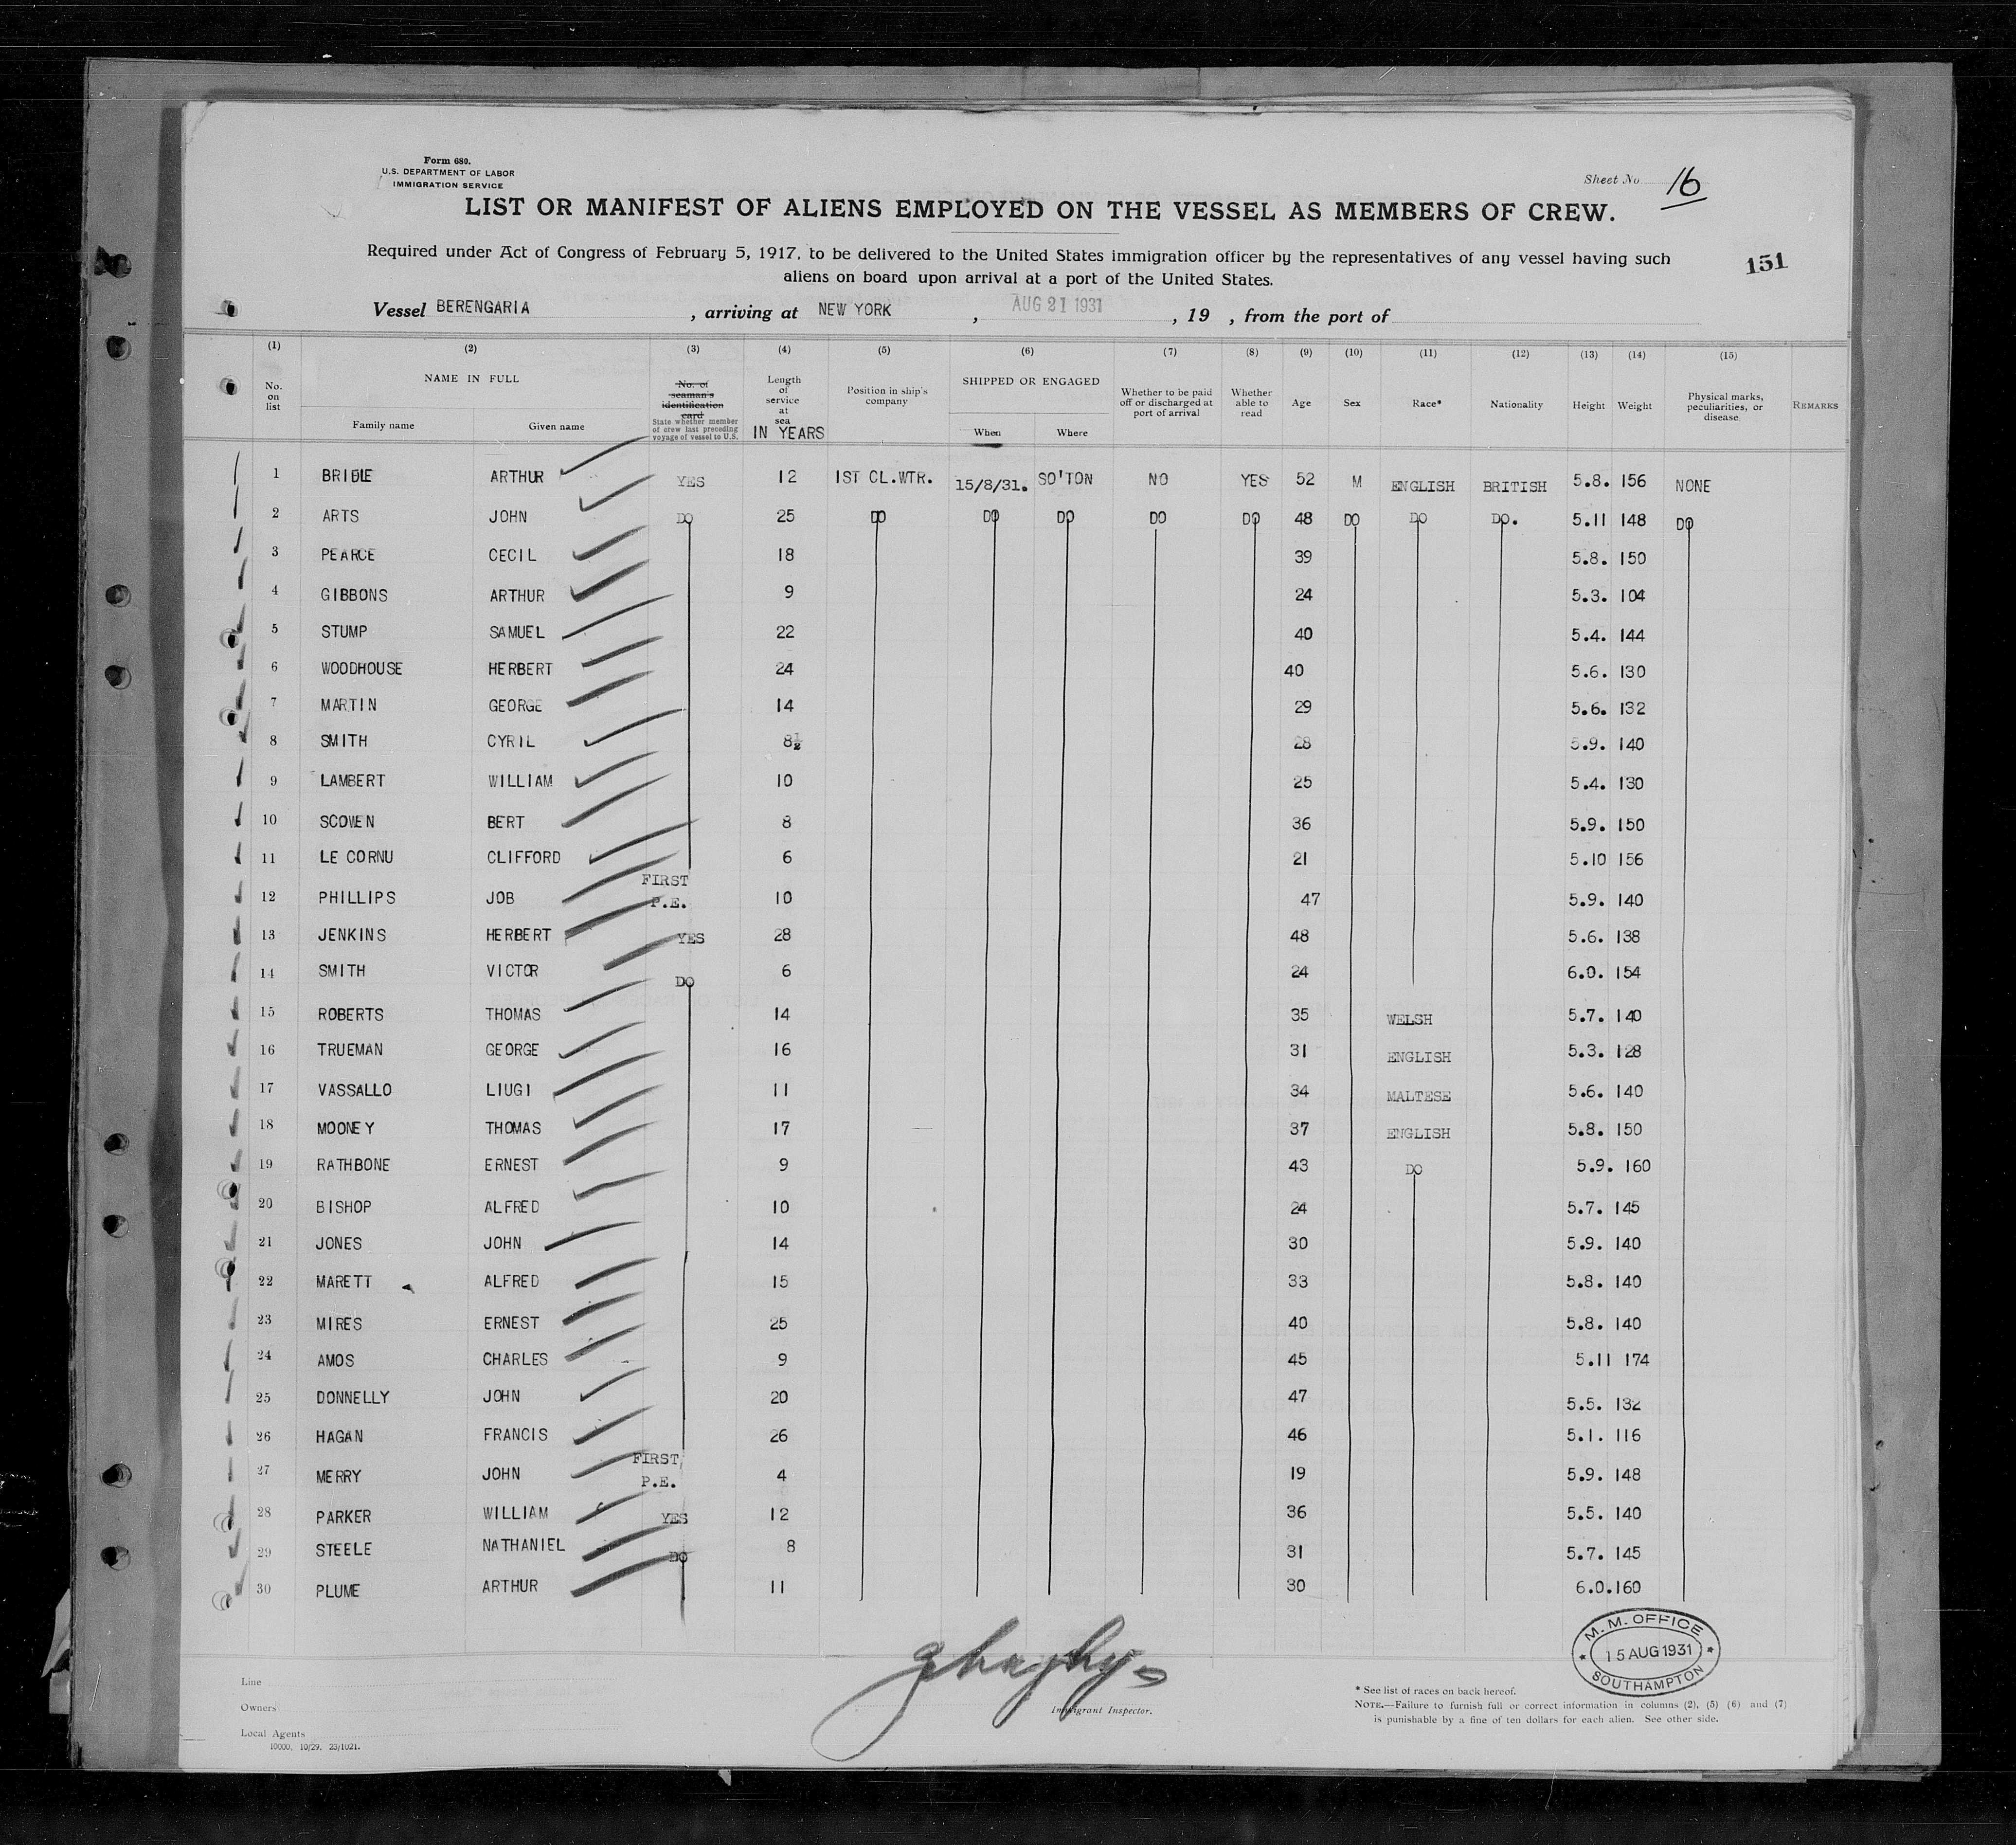 Form 680.
U.S. DEPARTMENT OF LABOR
IMMIGRATION SERVICE
Sheet No. 16
LIST OR MANIFEST OF ALIENS EMPLOYED ON THE VESSEL AS MEMBERS OF CREW.
Required under Act of Congress of February 5, 1917, to be delivered to the United States immigration officer by the representatives of any vessel having such
aliens on board upon arrival at a port of the United States.
151
Vessel BERENGARIA, arriving at NEW YORK, AUG 21 1931, 19 , from the port of
(1) (2) (3) (4) (5) (6) (7) (8) (9) (10) (11) (12) (13) (14) (15)
No. on list
NAME IN FULL
Family name Given name
No. of seaman's identification card
State whether member of crew last preceding voyage of vessel to U.S.
Length of service at sea IN YEARS
Position in ship's company
SHIPPED OR ENGAGED
When Where
Whether to be paid off or discharged at port of arrival
Whether able to read
Age
Sex
Race*
Nationality
Height
Weight
Physical marks, peculiarities, or disease.
REMARKS
1 BRIDLE ARTHUR YES 12 1ST CL.WTR. 15/8/31. SO'TON NO YES 52 M ENGLISH BRITISH 5.8. 156 NONE
2 ARTS JOHN DO 25 DO DO DO DO DO 48 DO DO DO. 5.11 148 DO
3 PEARCE CECIL 18 39 5.8. 150
4 GIBBONS ARTHUR 9 24 5.3. 104
5 STUMP SAMUEL 22 40 5.4. 144
6 WOODHOUSE HERBERT 24 40 5.6. 130
7 MARTIN GEORGE 14 29 5.6. 132
8 SMITH CYRIL 8½ 28 5.9. 140
9 LAMBERT WILLIAM 10 25 5.4. 130
10 SCOWEN BERT 8 36 5.9. 150
11 LE CORNU CLIFFORD 6 21 5.10 156
12 PHILLIPS JOB FIRST P.E. 10 47 5.9. 140
13 JENKINS HERBERT YES 28 48 5.6. 138
14 SMITH VICTOR DO 6 24 6.0. 154
15 ROBERTS THOMAS 14 35 WELSH 5.7. 140
16 TRUEMAN GEORGE 16 31 ENGLISH 5.3. 128
17 VASSALLO LIUGI 11 34 MALTESE 5.6. 140
18 MOONEY THOMAS 17 37 ENGLISH 5.8. 150
19 RATHBONE ERNEST 9 43 DO 5.9. 160
20 BISHOP ALFRED 10 24 5.7. 145
21 JONES JOHN 14 30 5.9. 140
22 MARETT ALFRED 15 33 5.8. 140
23 MIRES ERNEST 25 40 5.8. 140
24 AMOS CHARLES 9 45 5.11 174
25 DONNELLY JOHN 20 47 5.5. 132
26 HAGAN FRANCIS 26 46 5.1. 116
27 MERRY JOHN FIRST P.E. 4 19 5.9. 148
28 PARKER WILLIAM YES 12 36 5.5. 140
29 STEELE NATHANIEL DO 8 31 5.7. 145
30 PLUME ARTHUR 11 30 6.0. 160
M. M. OFFICE
15 AUG 1931
SOUTHAMPTON
Line
Owners
Local Agents
10000. 10/29. 23/1021.
Immigrant Inspector.
* See list of races on back hereof.
NOTE.—Failure to furnish full or correct information in columns (2), (5) (6) and (7)
is punishable by a fine of ten dollars for each alien. See other side.